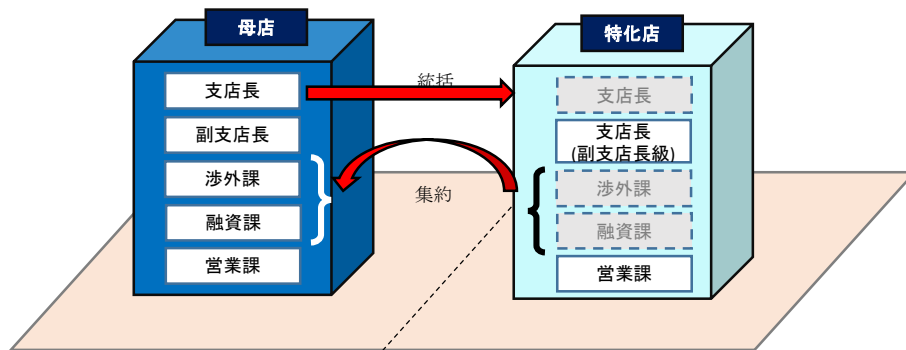 母店
支店長
副支店長
渉外課
融資課
営業課
統括
集約
特化店
支店長
支店長
(副支店長級)
渉外課
融資課
営業課